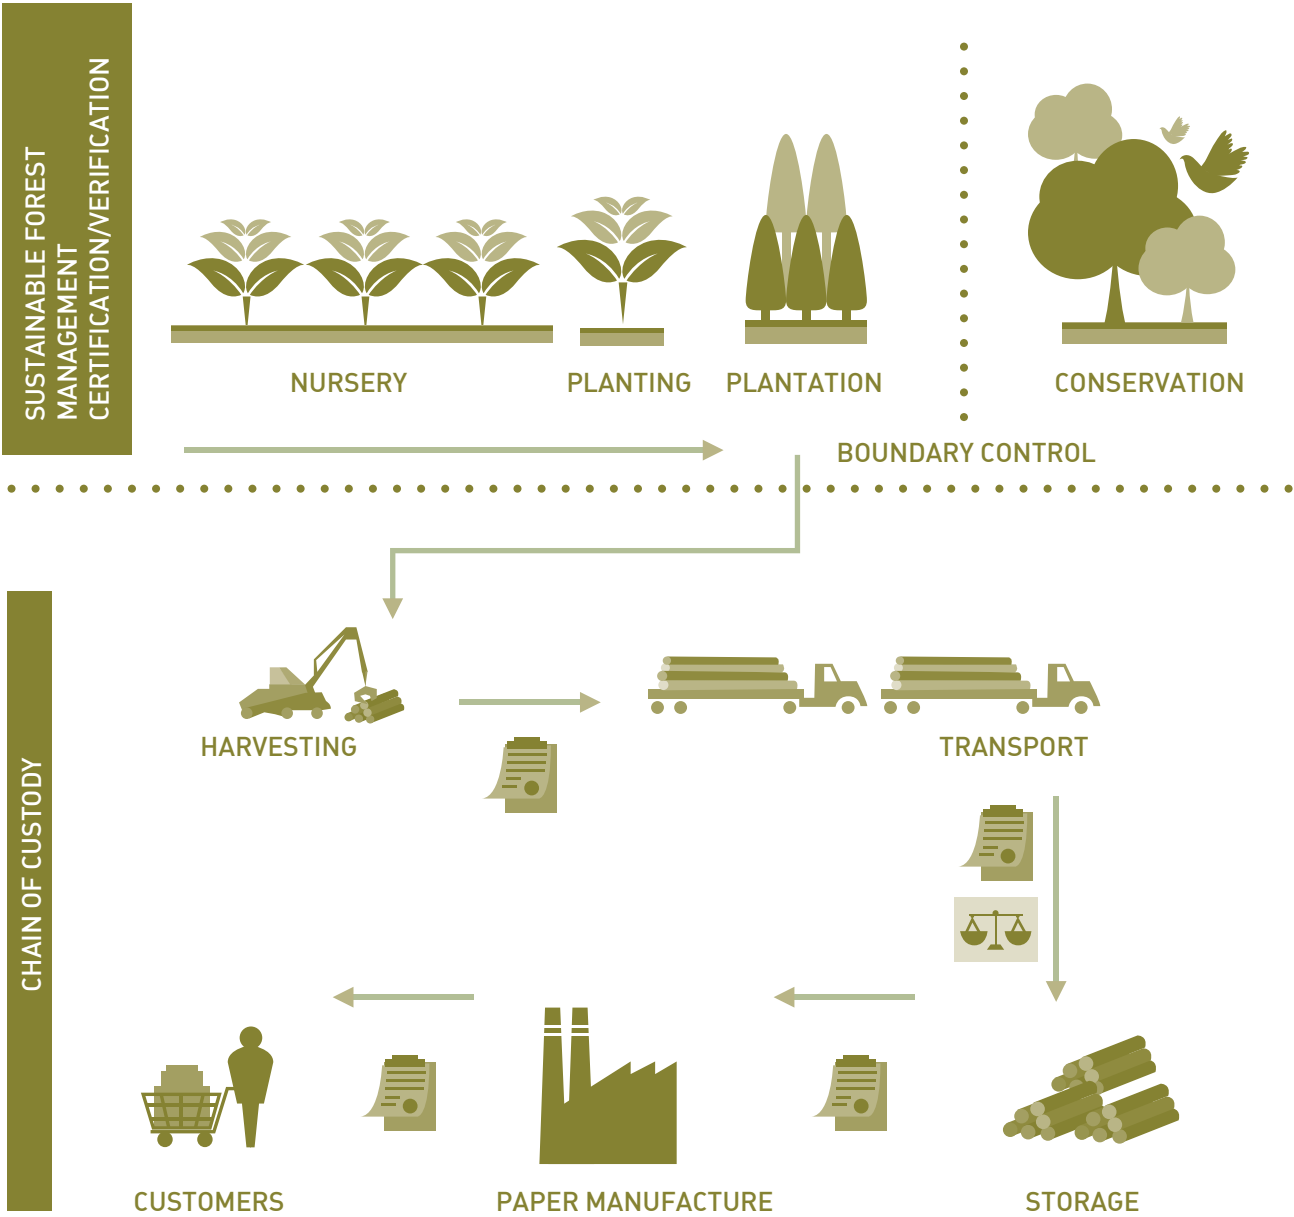 SUSTAINABLE FOREST
MANAGEMENT
CERTIFICATION/VERIFICATION
NURSERY
PLANTING
PLANTATION
CONSERVATION
BOUNDARY CONTROL
CHAIN OF CUSTODY
HARVESTING
TRANSPORT
CUSTOMERS
PAPER MANUFACTURE
STORAGE